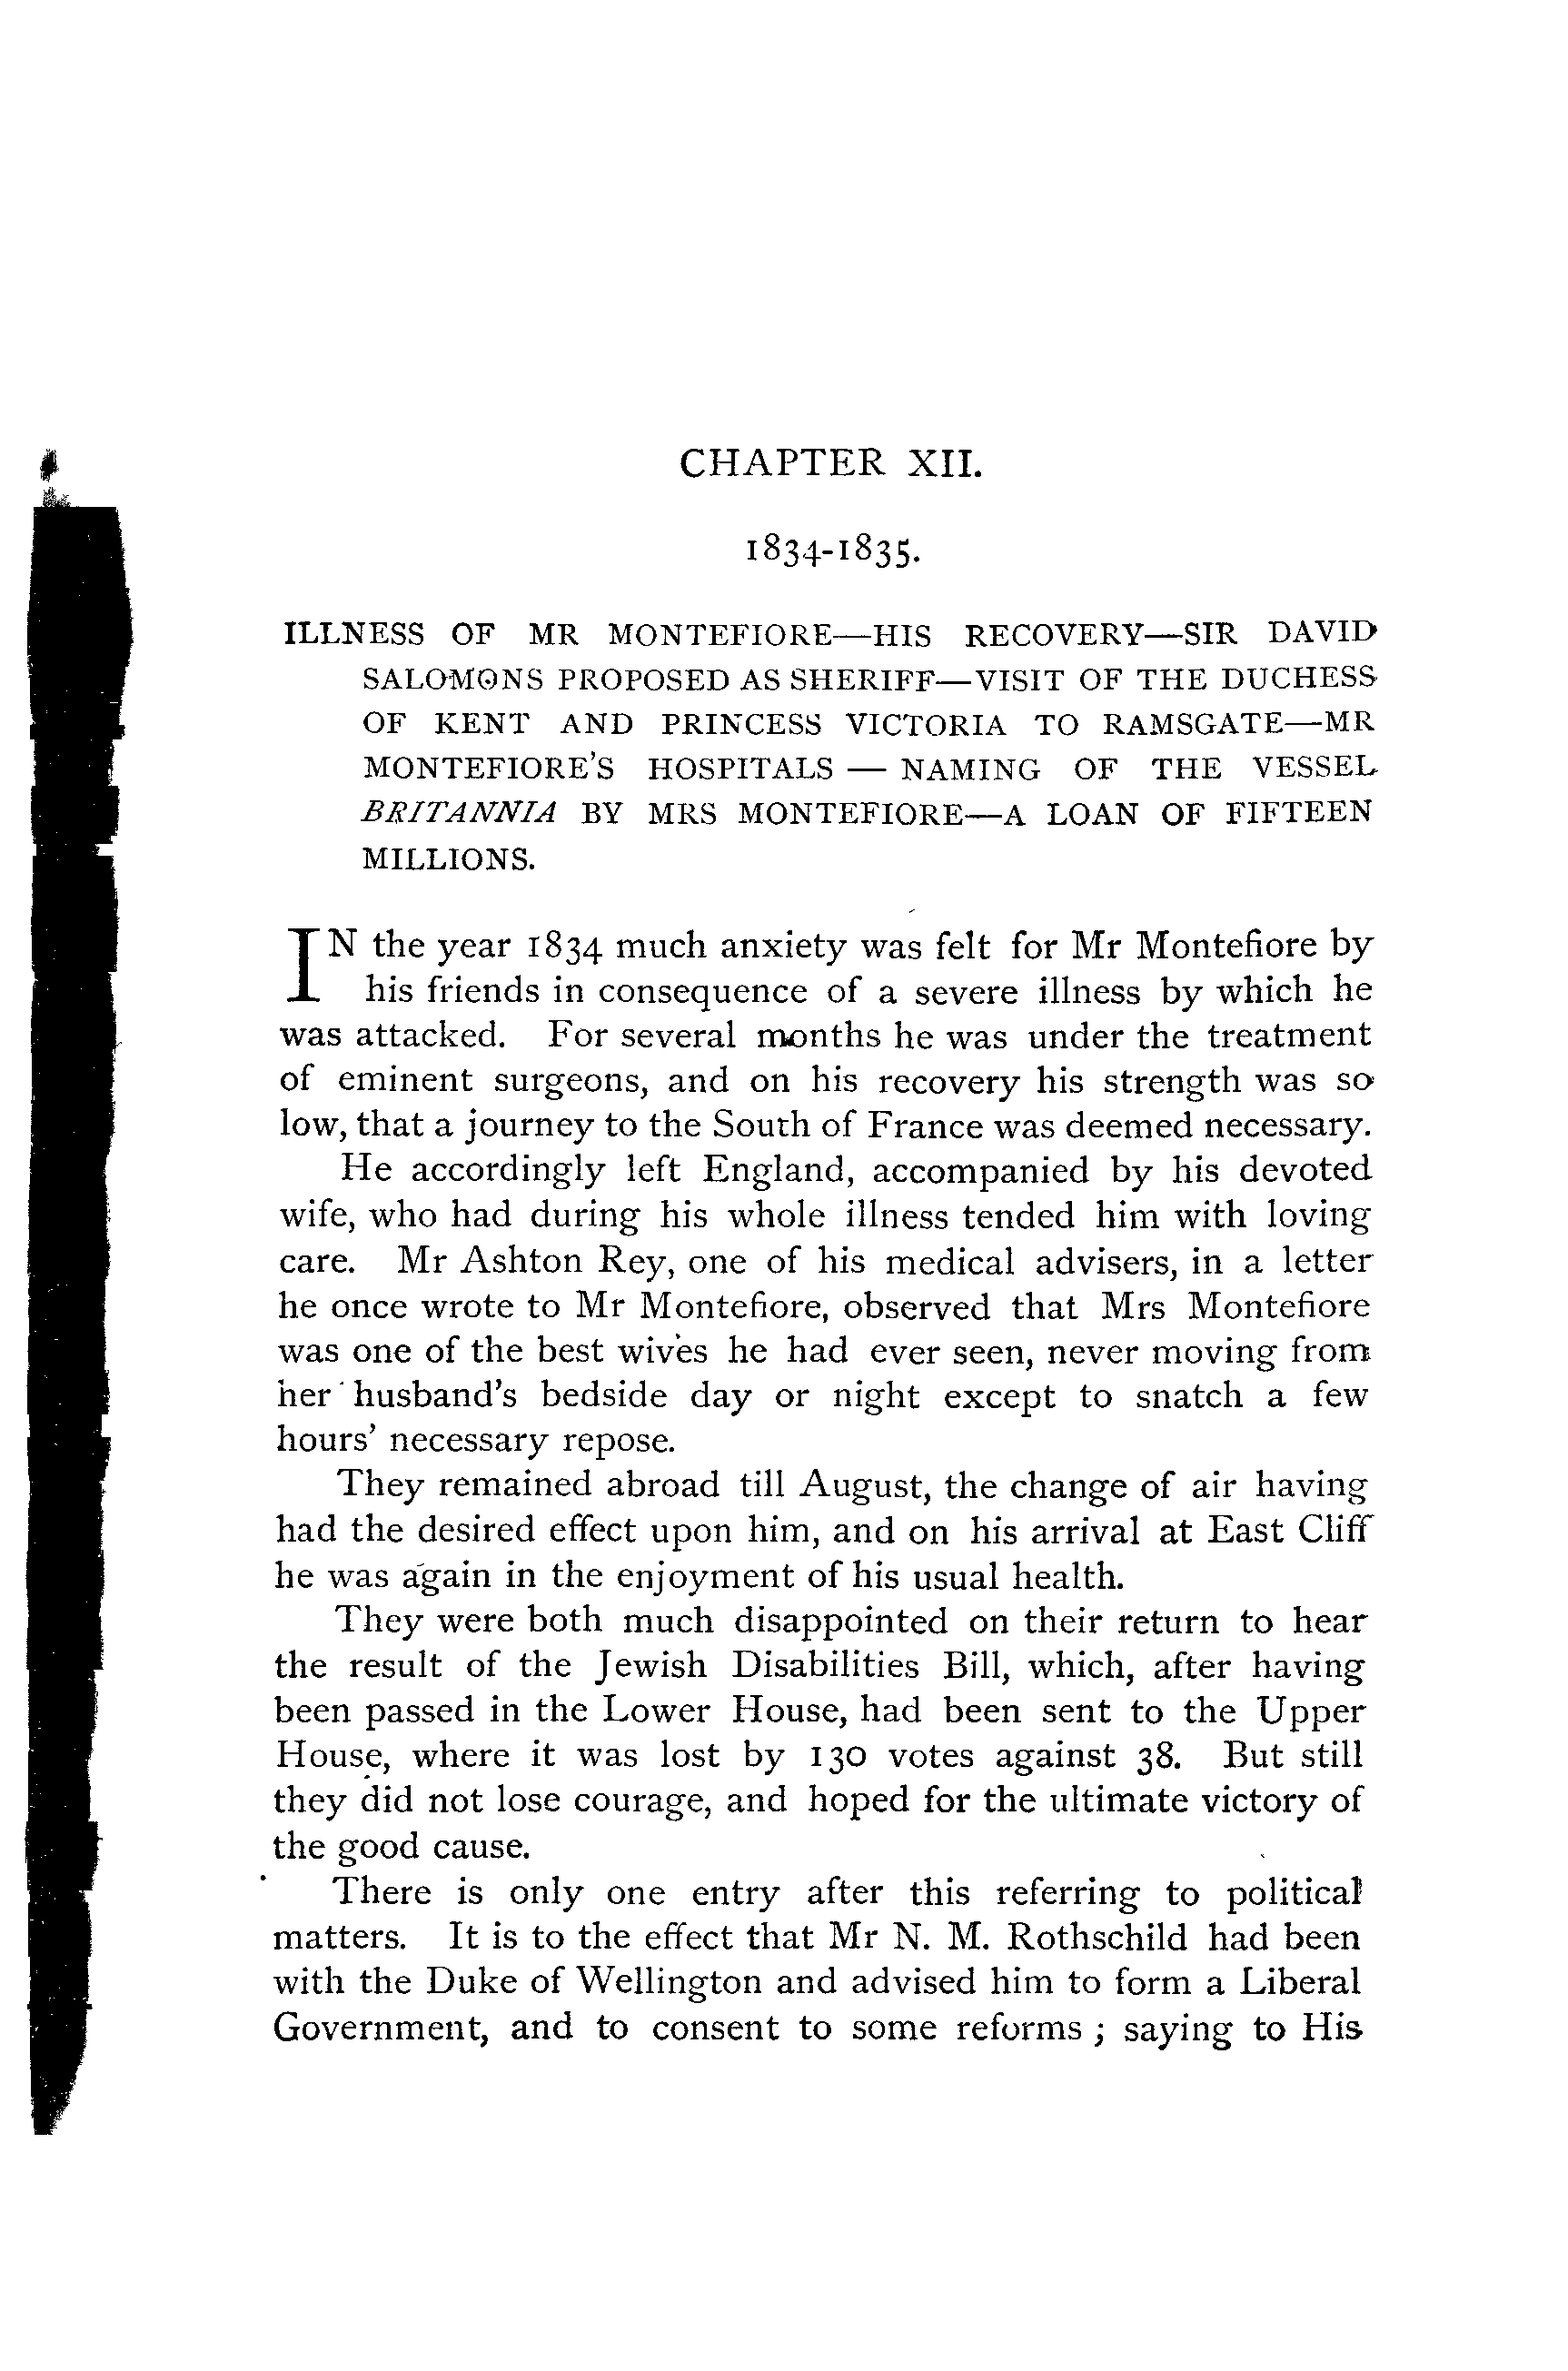 CHAPTER XII.
1834-1835.
ILLNESS OF MR MONTEFIORE—HIS RECOVERY—SIR DAVID
SALOMONS PROPOSED AS SHERIFF—VISIT OF THE DUCHESS
OF KENT AND PRINCESS VICTORIA TO RAMSGATE—MR
MONTEFIORE'S HOSPITALS — NAMING OF THE VESSEL
BRITANNIA BY MRS MONTEFIORE—A LOAN OF FIFTEEN
MILLIONS.
IN the year 1834 much anxiety was felt for Mr Montefiore by
his friends in consequence of a severe illness by which he
was attacked. For several months he was under the treatment
of eminent surgeons, and on his recovery his strength was so
low, that a journey to the South of France was deemed necessary.
He accordingly left England, accompanied by his devoted
wife, who had during his whole illness tended him with loving
care. Mr Ashton Rey, one of his medical advisers, in a letter
he once wrote to Mr Montefiore, observed that Mrs Montefiore
was one of the best wives he had ever seen, never moving from
her husband's bedside day or night except to snatch a few
hours' necessary repose.
They remained abroad till August, the change of air having
had the desired effect upon him, and on his arrival at East Cliff
he was again in the enjoyment of his usual health.
They were both much disappointed on their return to hear
the result of the Jewish Disabilities Bill, which, after having
been passed in the Lower House, had been sent to the Upper
House, where it was lost by 130 votes against 38. But still
they did not lose courage, and hoped for the ultimate victory of
the good cause.
There is only one entry after this referring to political
matters. It is to the effect that Mr N. M. Rothschild had been
with the Duke of Wellington and advised him to form a Liberal
Government, and to consent to some reforms; saying to His